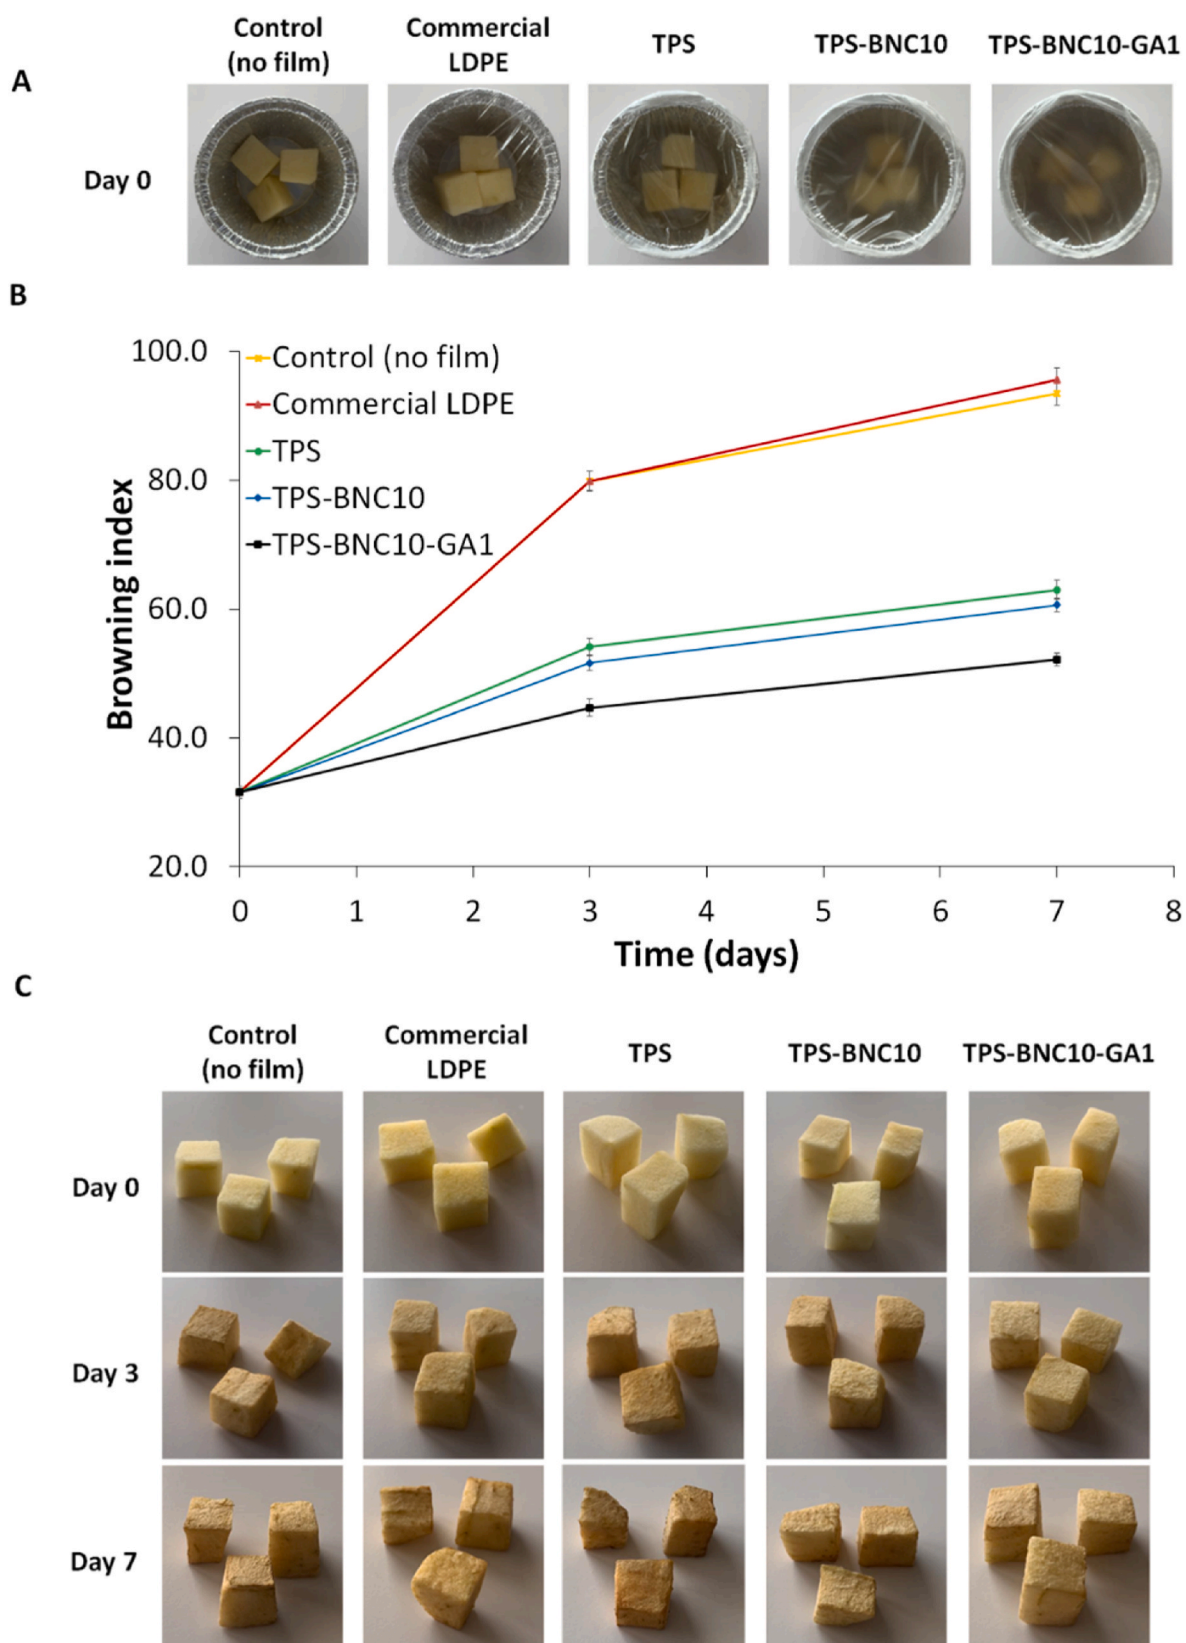 A
Control
(no film)
Commercial
LDPE
TPS
TPS-BNC10
TPS-BNC10-GA1
Day 0
B
100.0
80.0
60.0
40.0
20.0
Browning index
Control (no film)
Commercial LDPE
TPS
TPS-BNC10
TPS-BNC10-GA1
0 1 2 3 4 5 6 7 8
Time (days)
C
Control
(no film)
Commercial
LDPE
TPS
TPS-BNC10
TPS-BNC10-GA1
Day 0
Day 3
Day 7